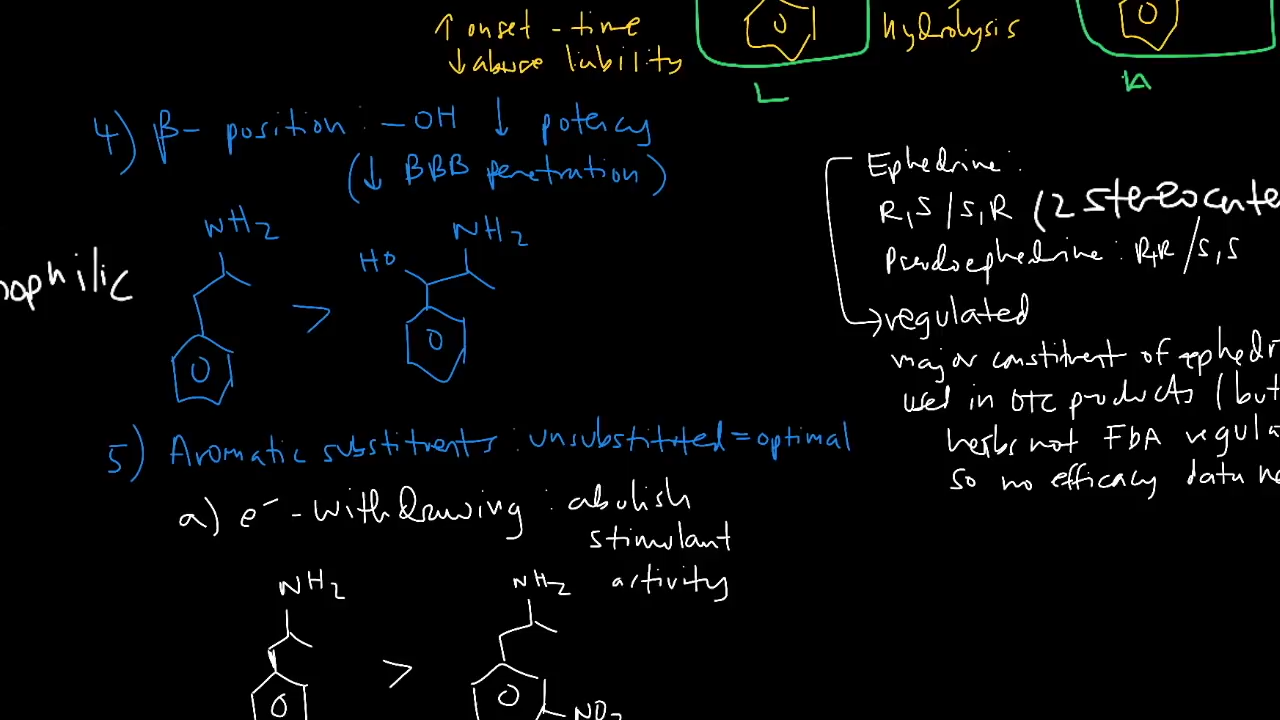 ↑ onset - time
↓ abuse liability
hydrolysis
L
4) β- position : -OH ↓ potency
(↓ BBB penetration)
NH2
HO NH2
>
ophilic
5) Aromatic substituents : unsubstituted = optimal
a) e⁻ - withdrawing : abolish
stimulant
activity
NH2
NH2
>
NO2
Ephedrine :
R,S / S,R (2 stereocente
Pseudoephedrine : R,R / S,S
→ regulated
major constituent of ephedr
used in OTC products (but
herbs not FDA regula
so no efficacy data ne